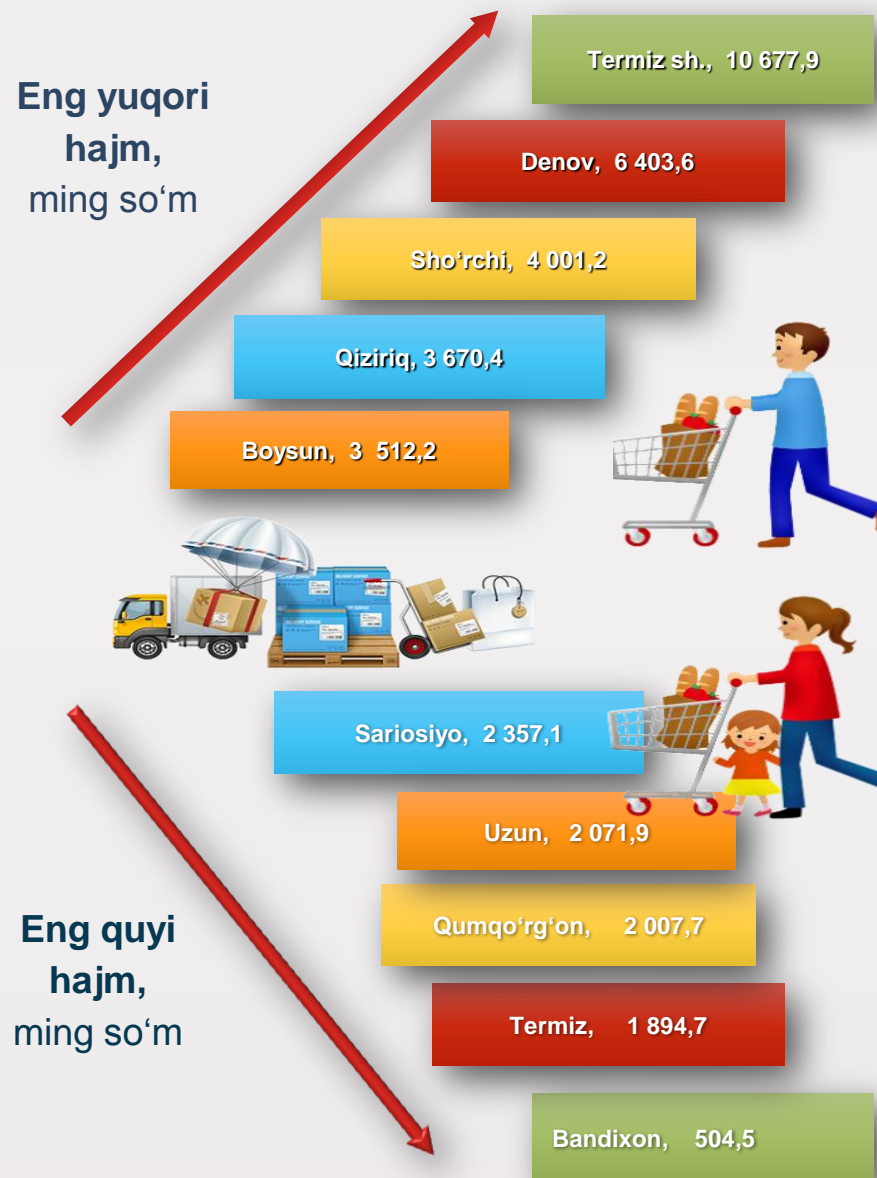 Eng yuqori
hajm,
ming so‘m
Termiz sh., 10 677,9
Denov, 6 403,6
Sho‘rchi, 4 001,2
Qiziriq, 3 670,4
Boysun, 3 512,2
Sariosiyo, 2 357,1
Uzun, 2 071,9
Qumqo‘rg‘on, 2 007,7
Eng quyi
hajm,
ming so‘m
Termiz, 1 894,7
Bandixon, 504,5